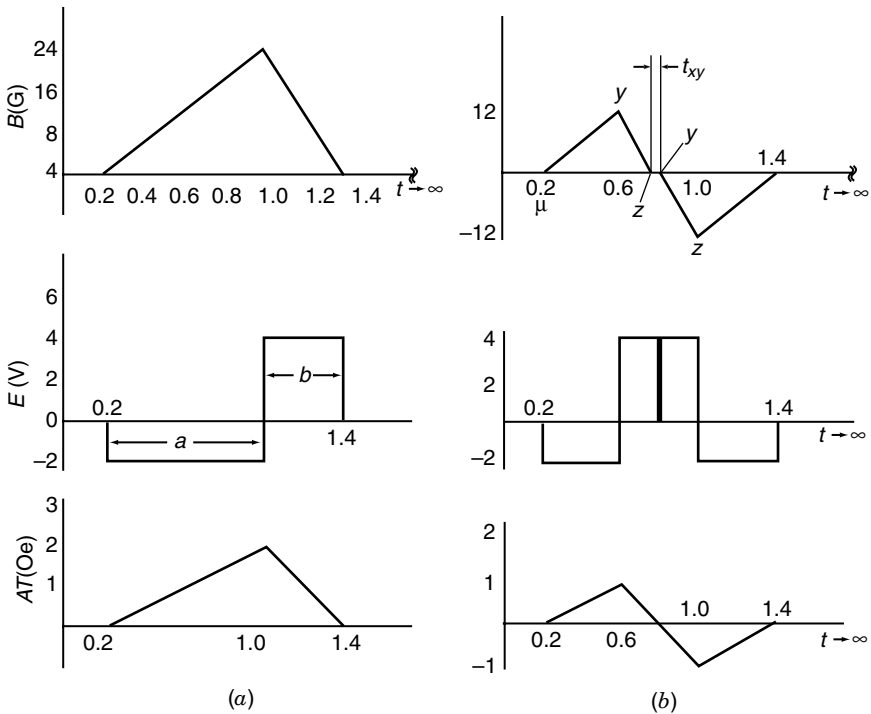 B(G)
24
16
8
4
0.2 0.4 0.6 0.8 1.0 1.2 1.4
t → ∞
E (V)
6
4
2
0
−2
0.2
a
b
1.4
AT(Oe)
3
2
1
0.2
1.0
1.4
(a)
12
−12
t_xy
y
y
z
z
0.2
μ
0.6
1.0
1.4
t → ∞
4
2
−2
0.2
1.4
t → ∞
2
1
−1
0.2
0.6
1.0
1.4
t → ∞
(b)